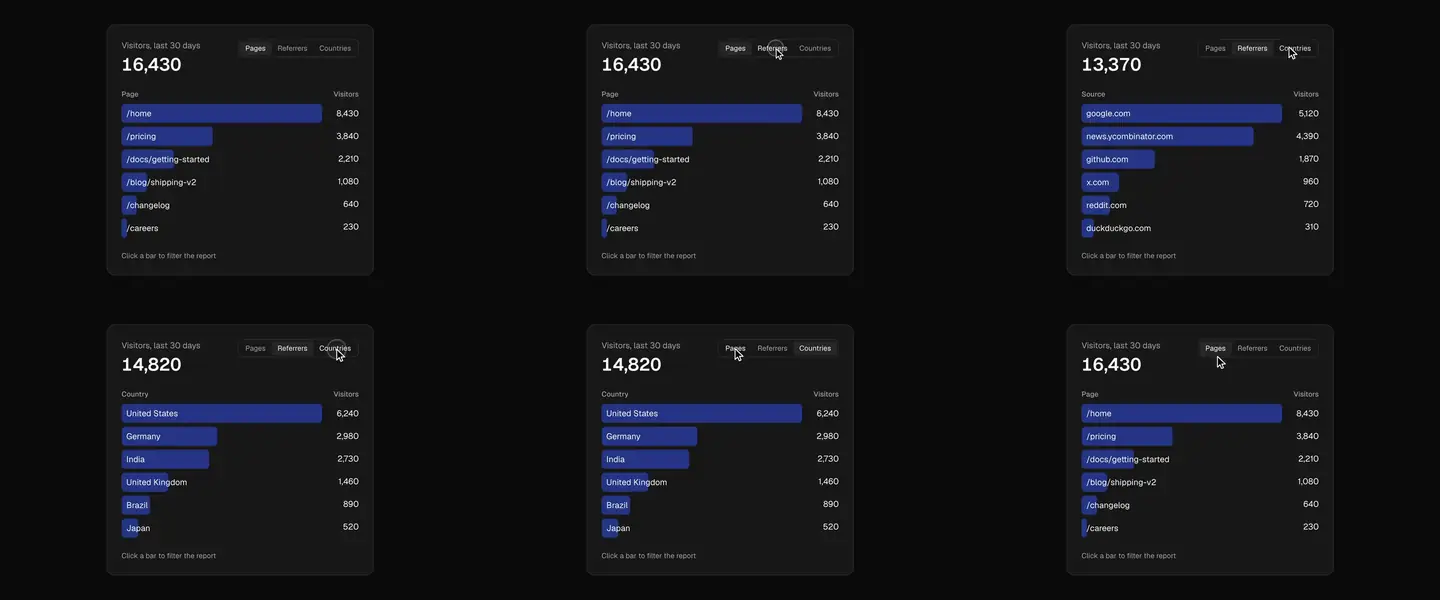 Visitors, last 30 days
Pages Referrers Countries
16,430
Page Visitors
/home 8,430
/pricing 3,840
/docs/getting-started 2,210
/blog/shipping-v2 1,080
/changelog 640
/careers 230
Click a bar to filter the report
Visitors, last 30 days
Pages Referrers Countries
16,430
Page Visitors
/home 8,430
/pricing 3,840
/docs/getting-started 2,210
/blog/shipping-v2 1,080
/changelog 640
/careers 230
Click a bar to filter the report
Visitors, last 30 days
Pages Referrers Countries
13,370
Source Visitors
google.com 5,120
news.ycombinator.com 4,390
github.com 1,870
x.com 960
reddit.com 720
duckduckgo.com 310
Click a bar to filter the report
Visitors, last 30 days
Pages Referrers Countries
14,820
Country Visitors
United States 6,240
Germany 2,980
India 2,730
United Kingdom 1,460
Brazil 890
Japan 520
Click a bar to filter the report
Visitors, last 30 days
Pages Referrers Countries
14,820
Country Visitors
United States 6,240
Germany 2,980
India 2,730
United Kingdom 1,460
Brazil 890
Japan 520
Click a bar to filter the report
Visitors, last 30 days
Pages Referrers Countries
16,430
Page Visitors
/home 8,430
/pricing 3,840
/docs/getting-started 2,210
/blog/shipping-v2 1,080
/changelog 640
/careers 230
Click a bar to filter the report